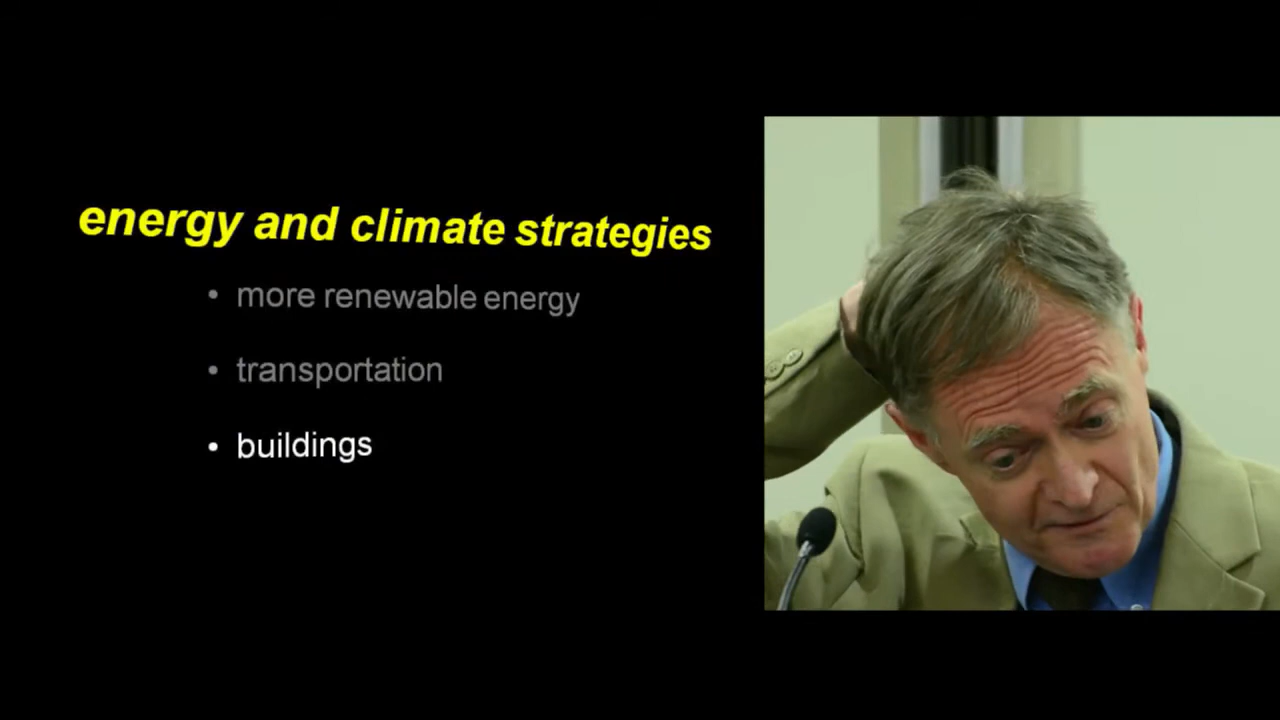 energy and climate strategies
• more renewable energy
• transportation
• buildings